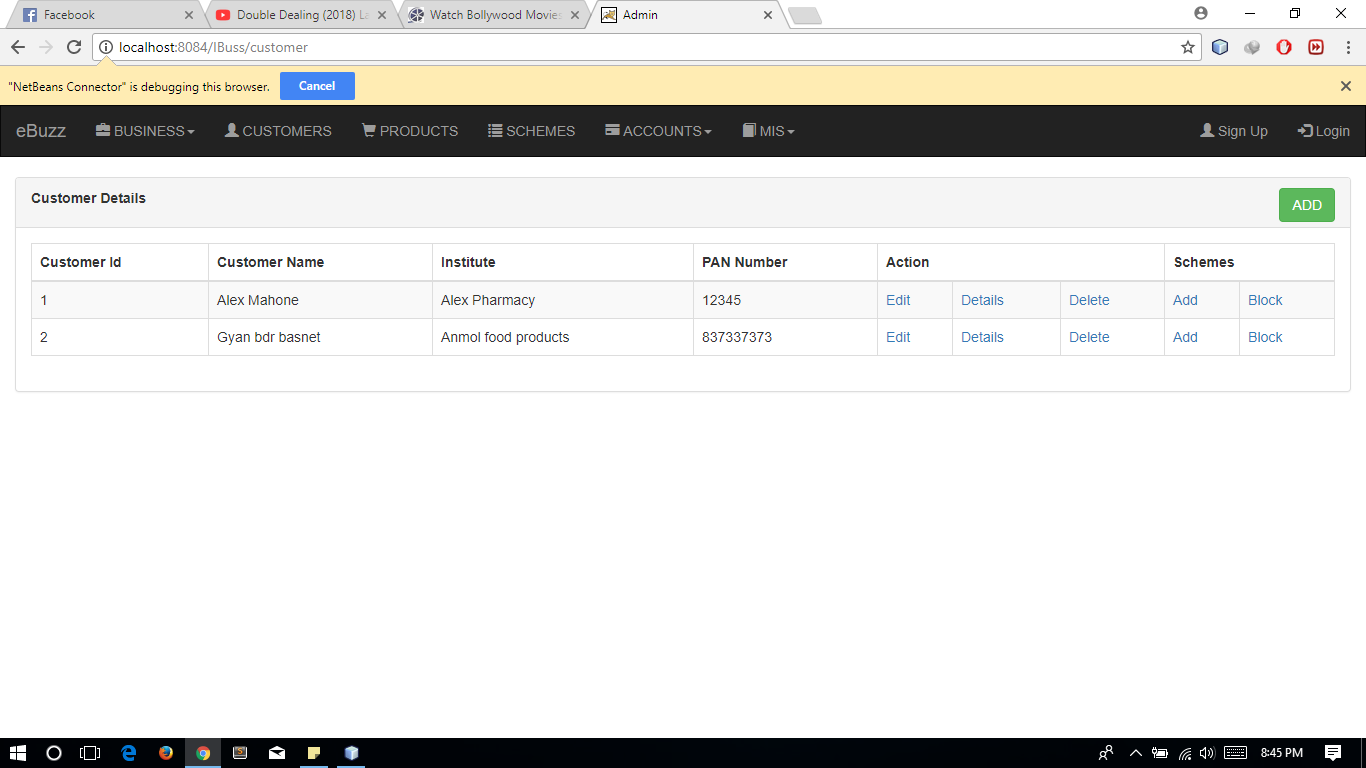 Facebook Double Dealing (2018) La Watch Bollywood Movies Admin
localhost:8084/IBuss/customer
"NetBeans Connector" is debugging this browser. Cancel
eBuzz BUSINESS CUSTOMERS PRODUCTS SCHEMES ACCOUNTS MIS Sign Up Login
Customer Details ADD
Customer Id Customer Name Institute PAN Number Action Schemes
1 Alex Mahone Alex Pharmacy 12345 Edit Details Delete Add Block
2 Gyan bdr basnet Anmol food products 837337373 Edit Details Delete Add Block
8:45 PM